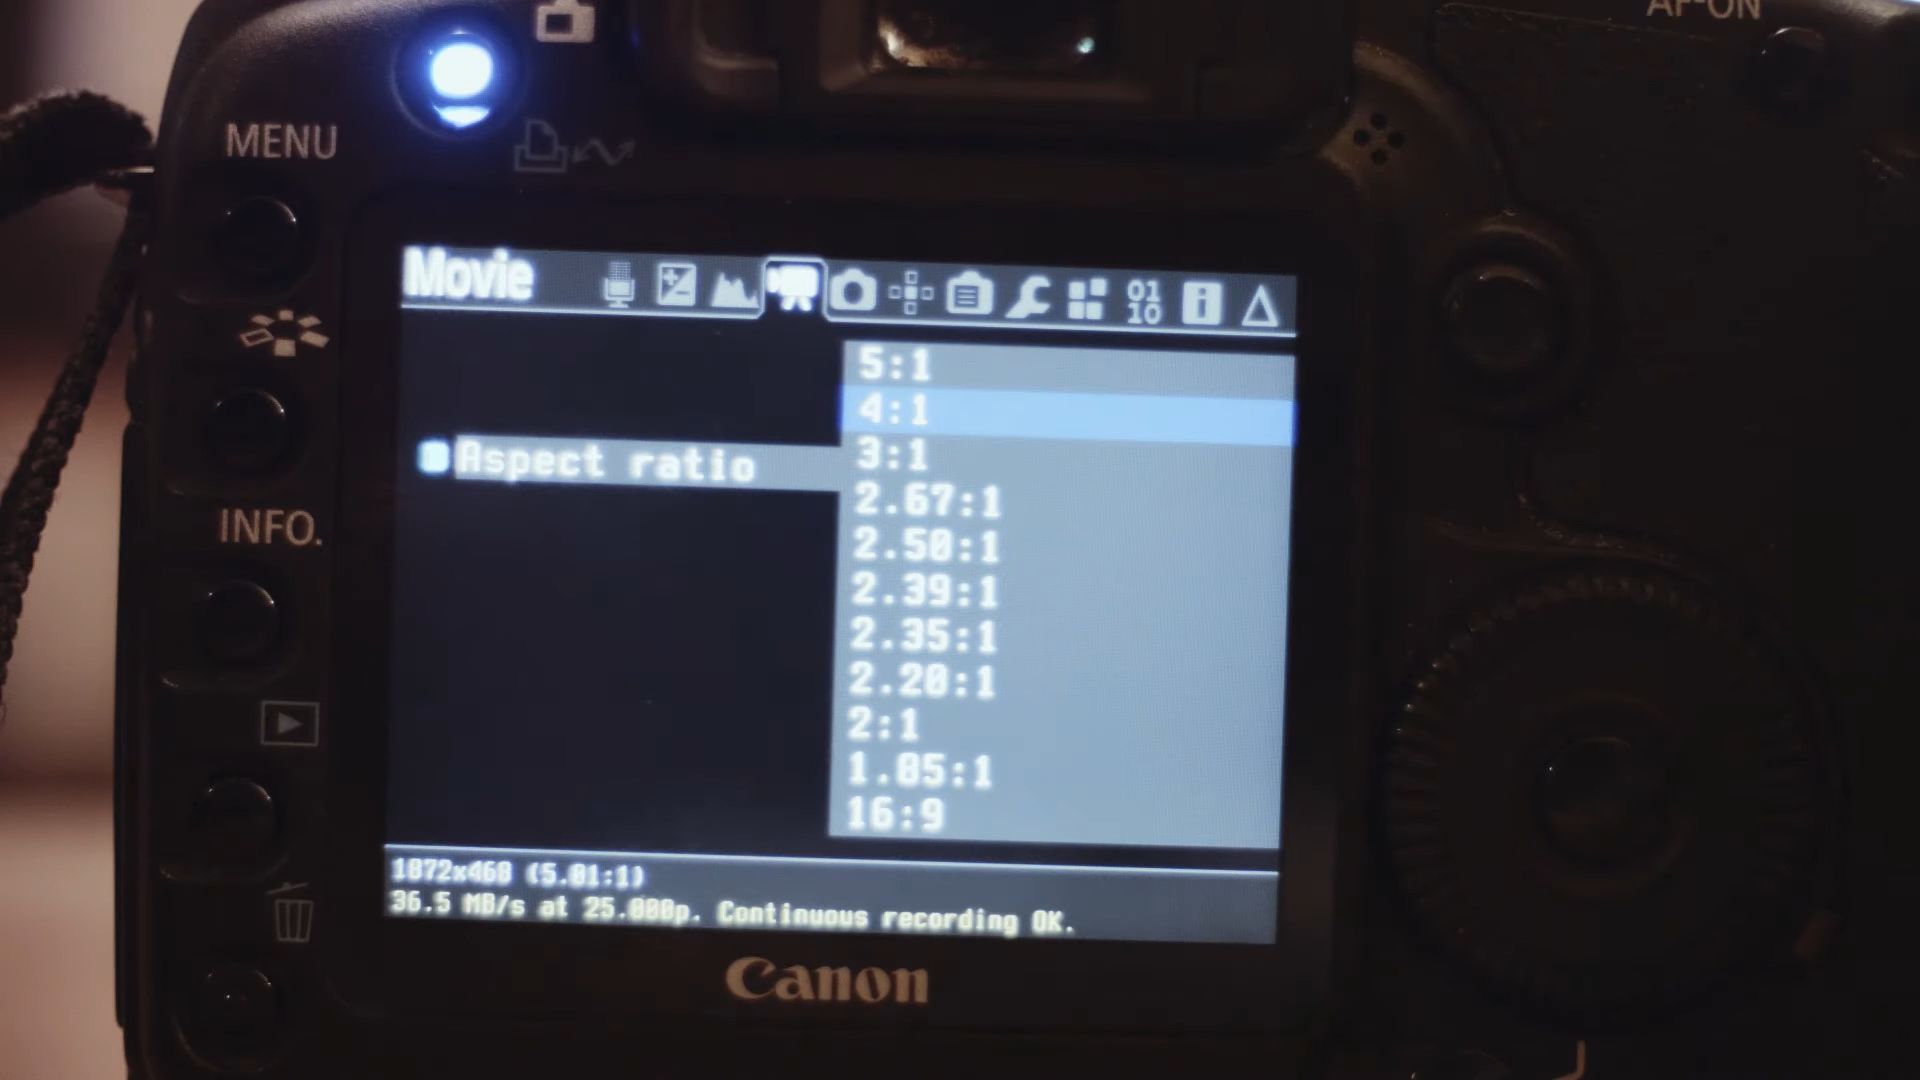 AF-ON
MENU
Movie
01
10
5:1
4:1
Aspect ratio
3:1
2.67:1
2.50:1
INFO.
2.39:1
2.35:1
2.20:1
2:1
1.85:1
16:9
1872x468 (5.01:1)
36.5 MB/s at 25.000p. Continuous recording OK.
Canon